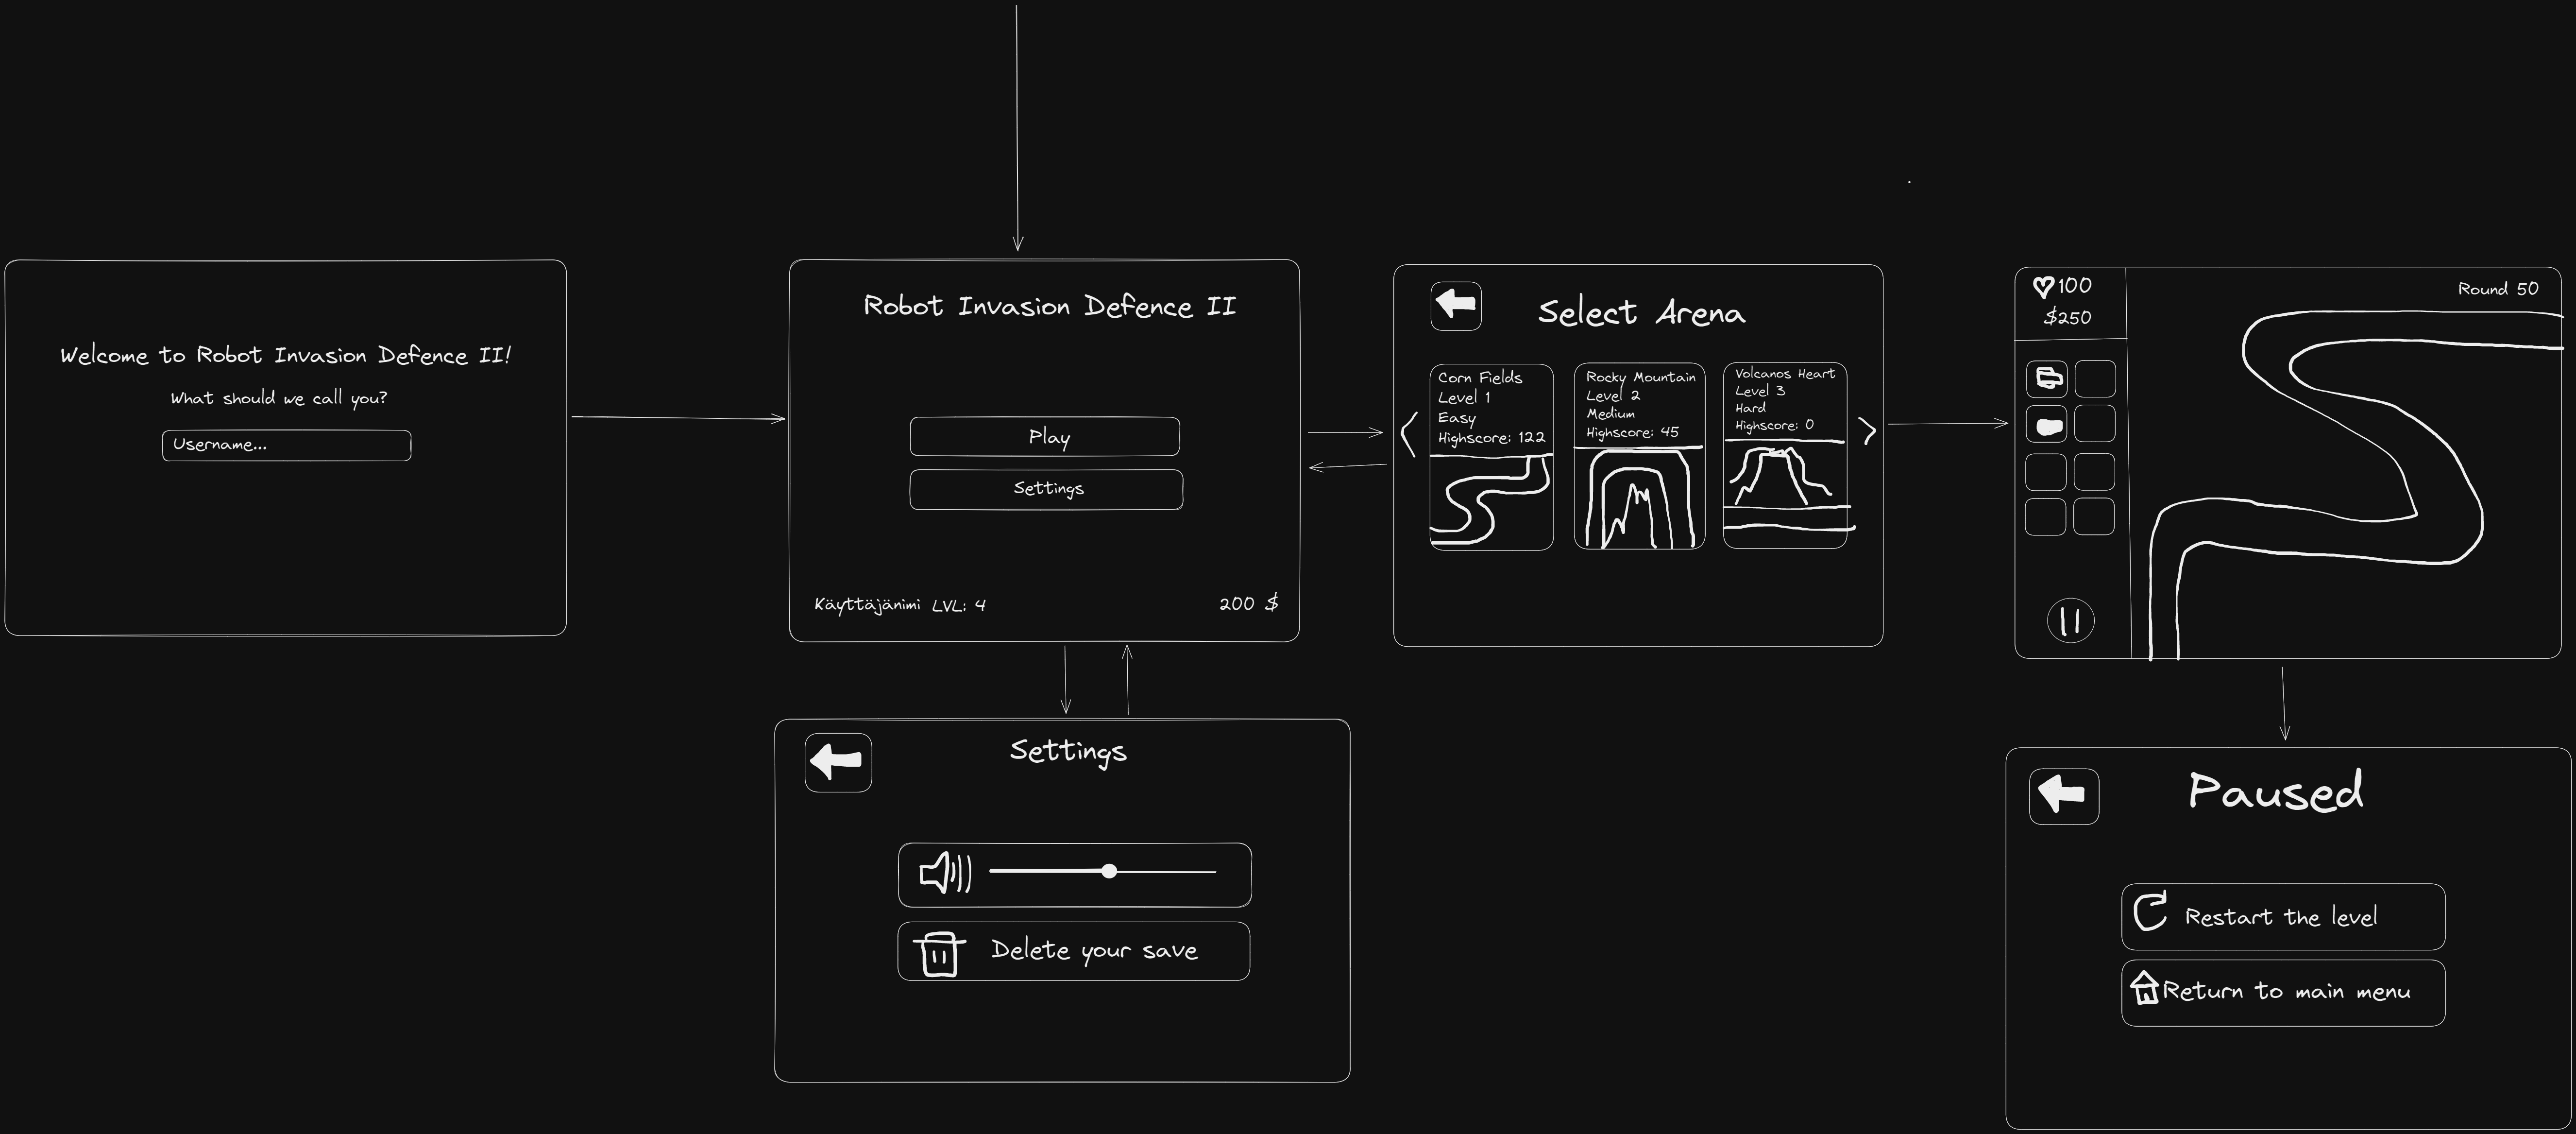 Welcome to Robot Invasion Defence II!
What should we call you?
Username...
Robot Invasion Defence II
Play
Settings
Käyttäjänimi LVL: 4
200 $
Select Arena
Corn Fields
Level 1
Easy
Highscore: 122
Rocky Mountain
Level 2
Medium
Highscore: 45
Volcanos Heart
Level 3
Hard
Highscore: 0
100
$250
Round 50
Settings
Delete your save
Paused
Restart the level
Return to main menu